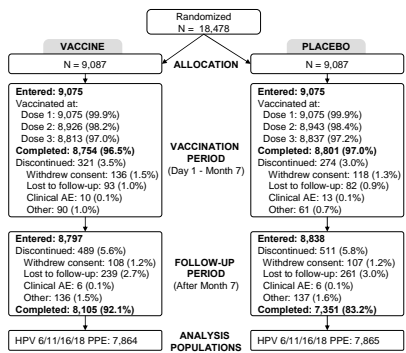 Randomized
N = 18,478
VACCINE
PLACEBO
N = 9,087
ALLOCATION
N = 9,087
Entered: 9,075
Vaccinated at:
Dose 1: 9,075 (99.9%)
Dose 2: 8,926 (98.2%)
Dose 3: 8,813 (97.0%)
Completed: 8,754 (96.5%)
Discontinued: 321 (3.5%)
Withdrew consent: 136 (1.5%)
Lost to follow-up: 93 (1.0%)
Clinical AE: 10 (0.1%)
Other: 90 (1.0%)
VACCINATION
PERIOD
(Day 1 - Month 7)
Entered: 9,075
Vaccinated at:
Dose 1: 9,075 (99.9%)
Dose 2: 8,943 (98.4%)
Dose 3: 8,837 (97.2%)
Completed: 8,801 (97.0%)
Discontinued: 274 (3.0%)
Withdrew consent: 118 (1.3%)
Lost to follow-up: 82 (0.9%)
Clinical AE: 13 (0.1%)
Other: 61 (0.7%)
Entered: 8,797
Discontinued: 489 (5.6%)
Withdrew consent: 108 (1.2%)
Lost to follow-up: 239 (2.7%)
Clinical AE: 6 (0.1%)
Other: 136 (1.5%)
Completed: 8,105 (92.1%)
FOLLOW-UP
PERIOD
(After Month 7)
Entered: 8,838
Discontinued: 511 (5.8%)
Withdrew consent: 107 (1.2%)
Lost to follow-up: 261 (3.0%)
Clinical AE: 6 (0.1%)
Other: 137 (1.6%)
Completed: 7,351 (83.2%)
HPV 6/11/16/18 PPE: 7,864
ANALYSIS
POPULATIONS
HPV 6/11/16/18 PPE: 7,865